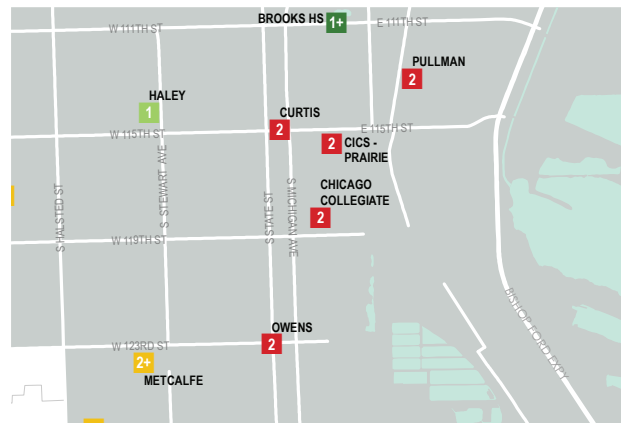 BROOKS HS
1+
W 111TH ST
E 111TH ST
PULLMAN
2
HALEY
1
CURTIS
2
W 115TH ST
E 115TH ST
2
CICS -
PRAIRIE
S HALSTED ST
S STEWART AVE
S STATE ST
S MICHIGAN AVE
CHICAGO
COLLEGIATE
2
W 119TH ST
BISHOP FORD EXPY
OWENS
2
W 123RD ST
2+
METCALFE